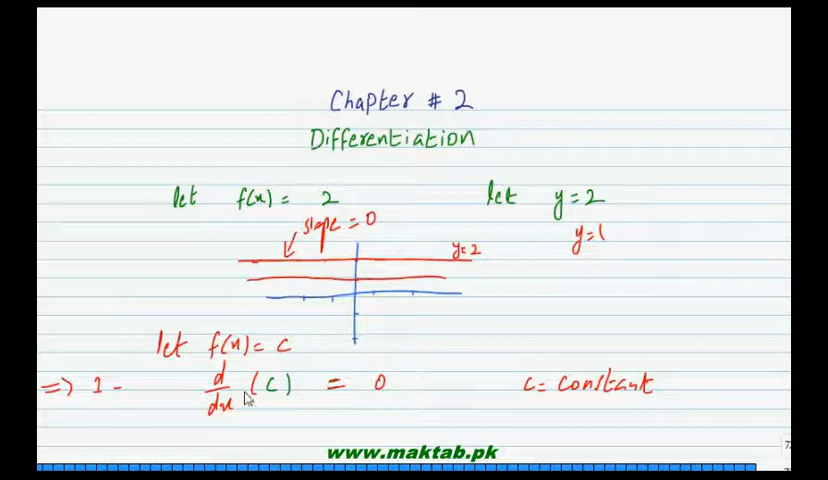 Chapter # 2
Differentiation
let f(x) = 2 let y = 2
slope = 0 y = 1
y = 2
let f(x) = c
=> 1 - d/dx (c) = 0 c = constant
www.maktab.pk